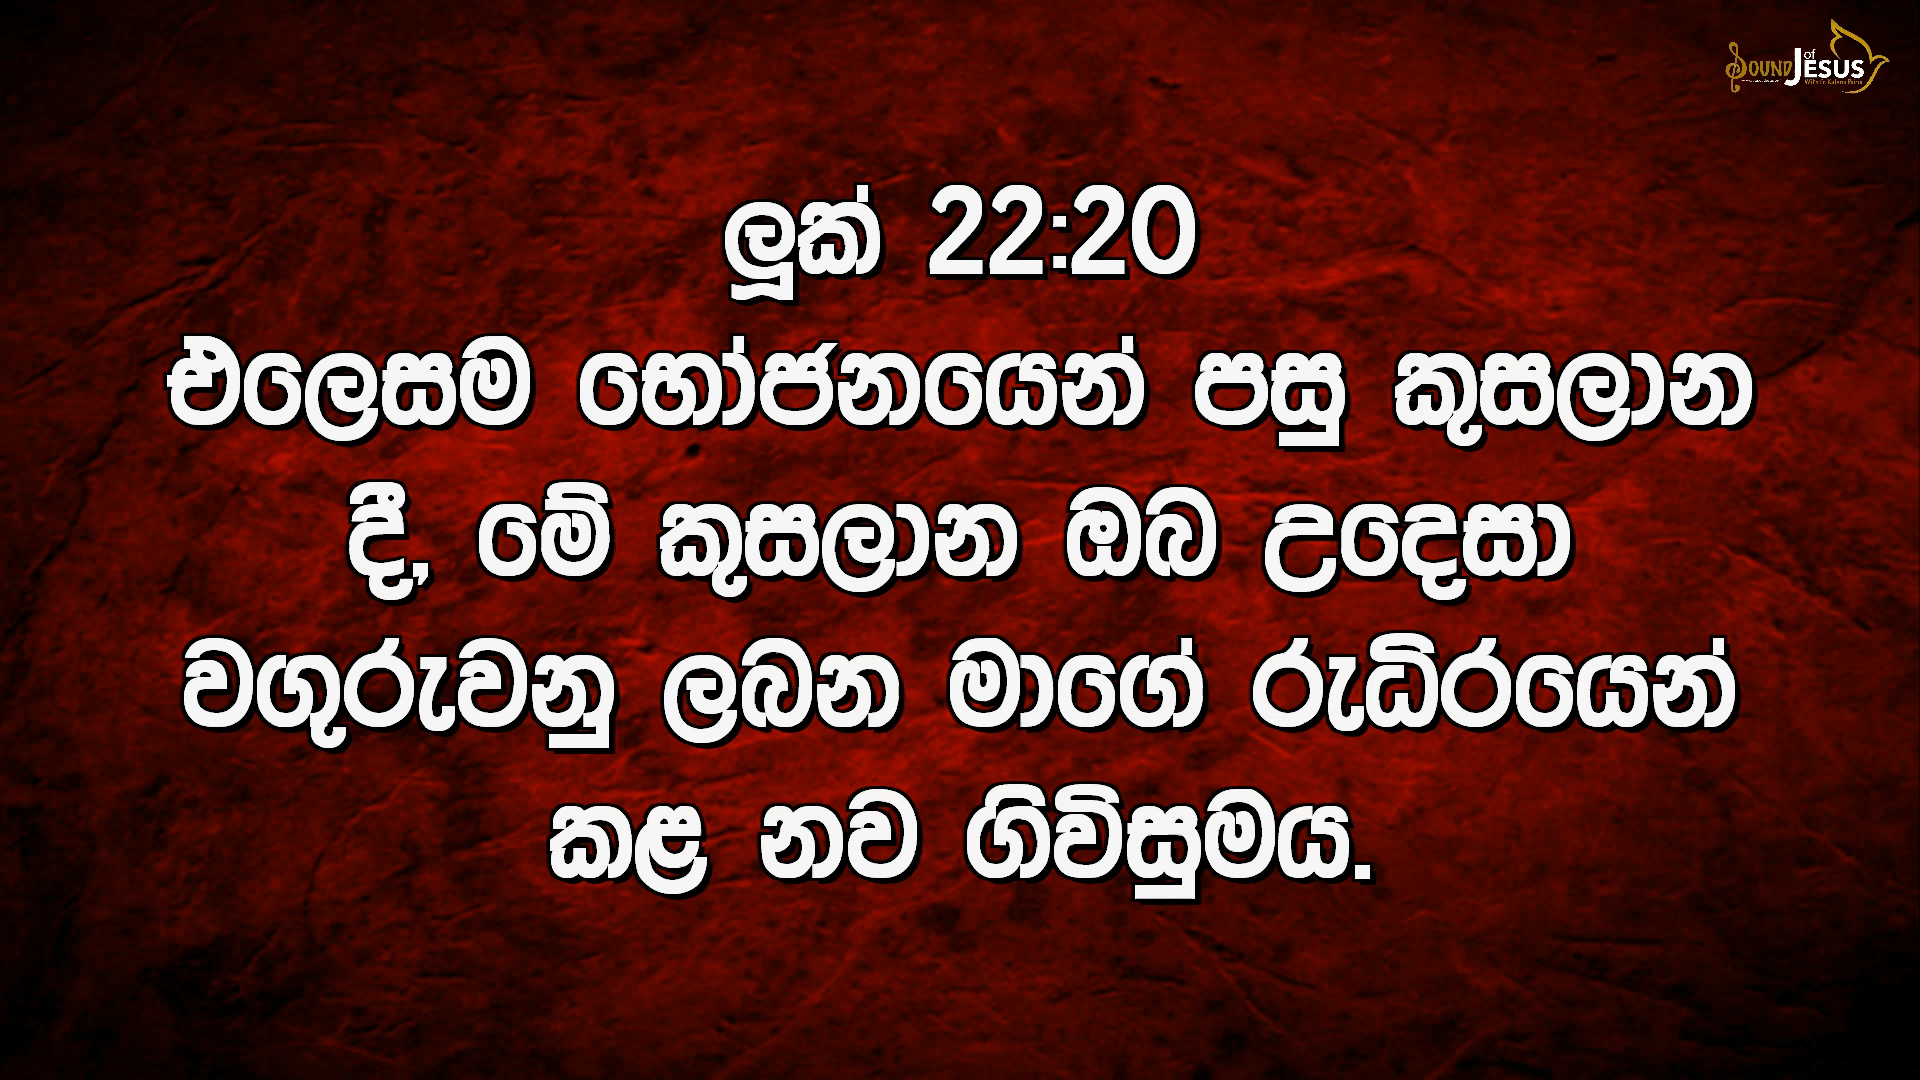 Sound of Jesus
ලූක් 22:20
එලෙසම භෝජනයෙන් පසු කුසලාන
දී, මේ කුසලාන ඔබ උදෙසා
වගුරුවනු ලබන මාගේ රුධිරයෙන්
කළ නව ගිවිසුමය.